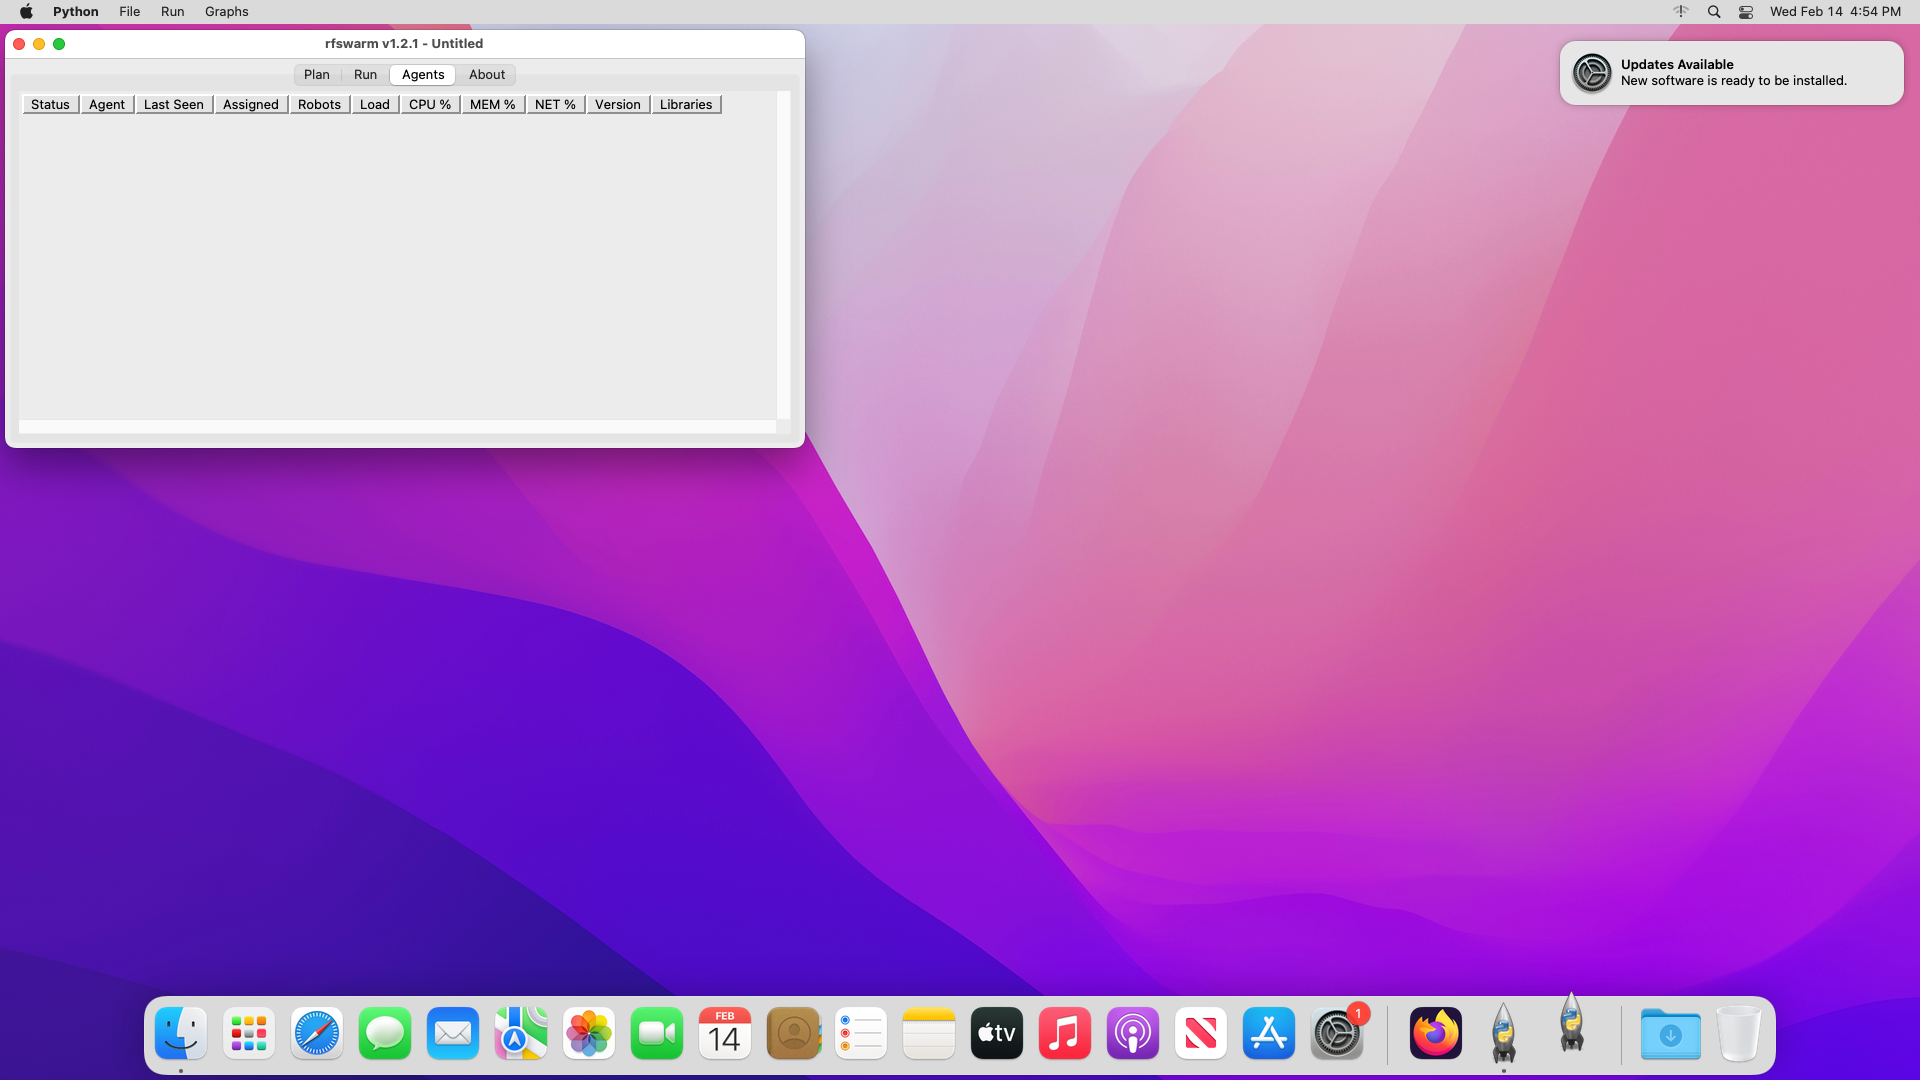 Python File Run Graphs
Wed Feb 14 4:54 PM
rfswarm v1.2.1 - Untitled
Plan Run Agents About
Status Agent Last Seen Assigned Robots Load CPU % MEM % NET % Version Libraries
Updates Available
New software is ready to be installed.
FEB
14
tv
1